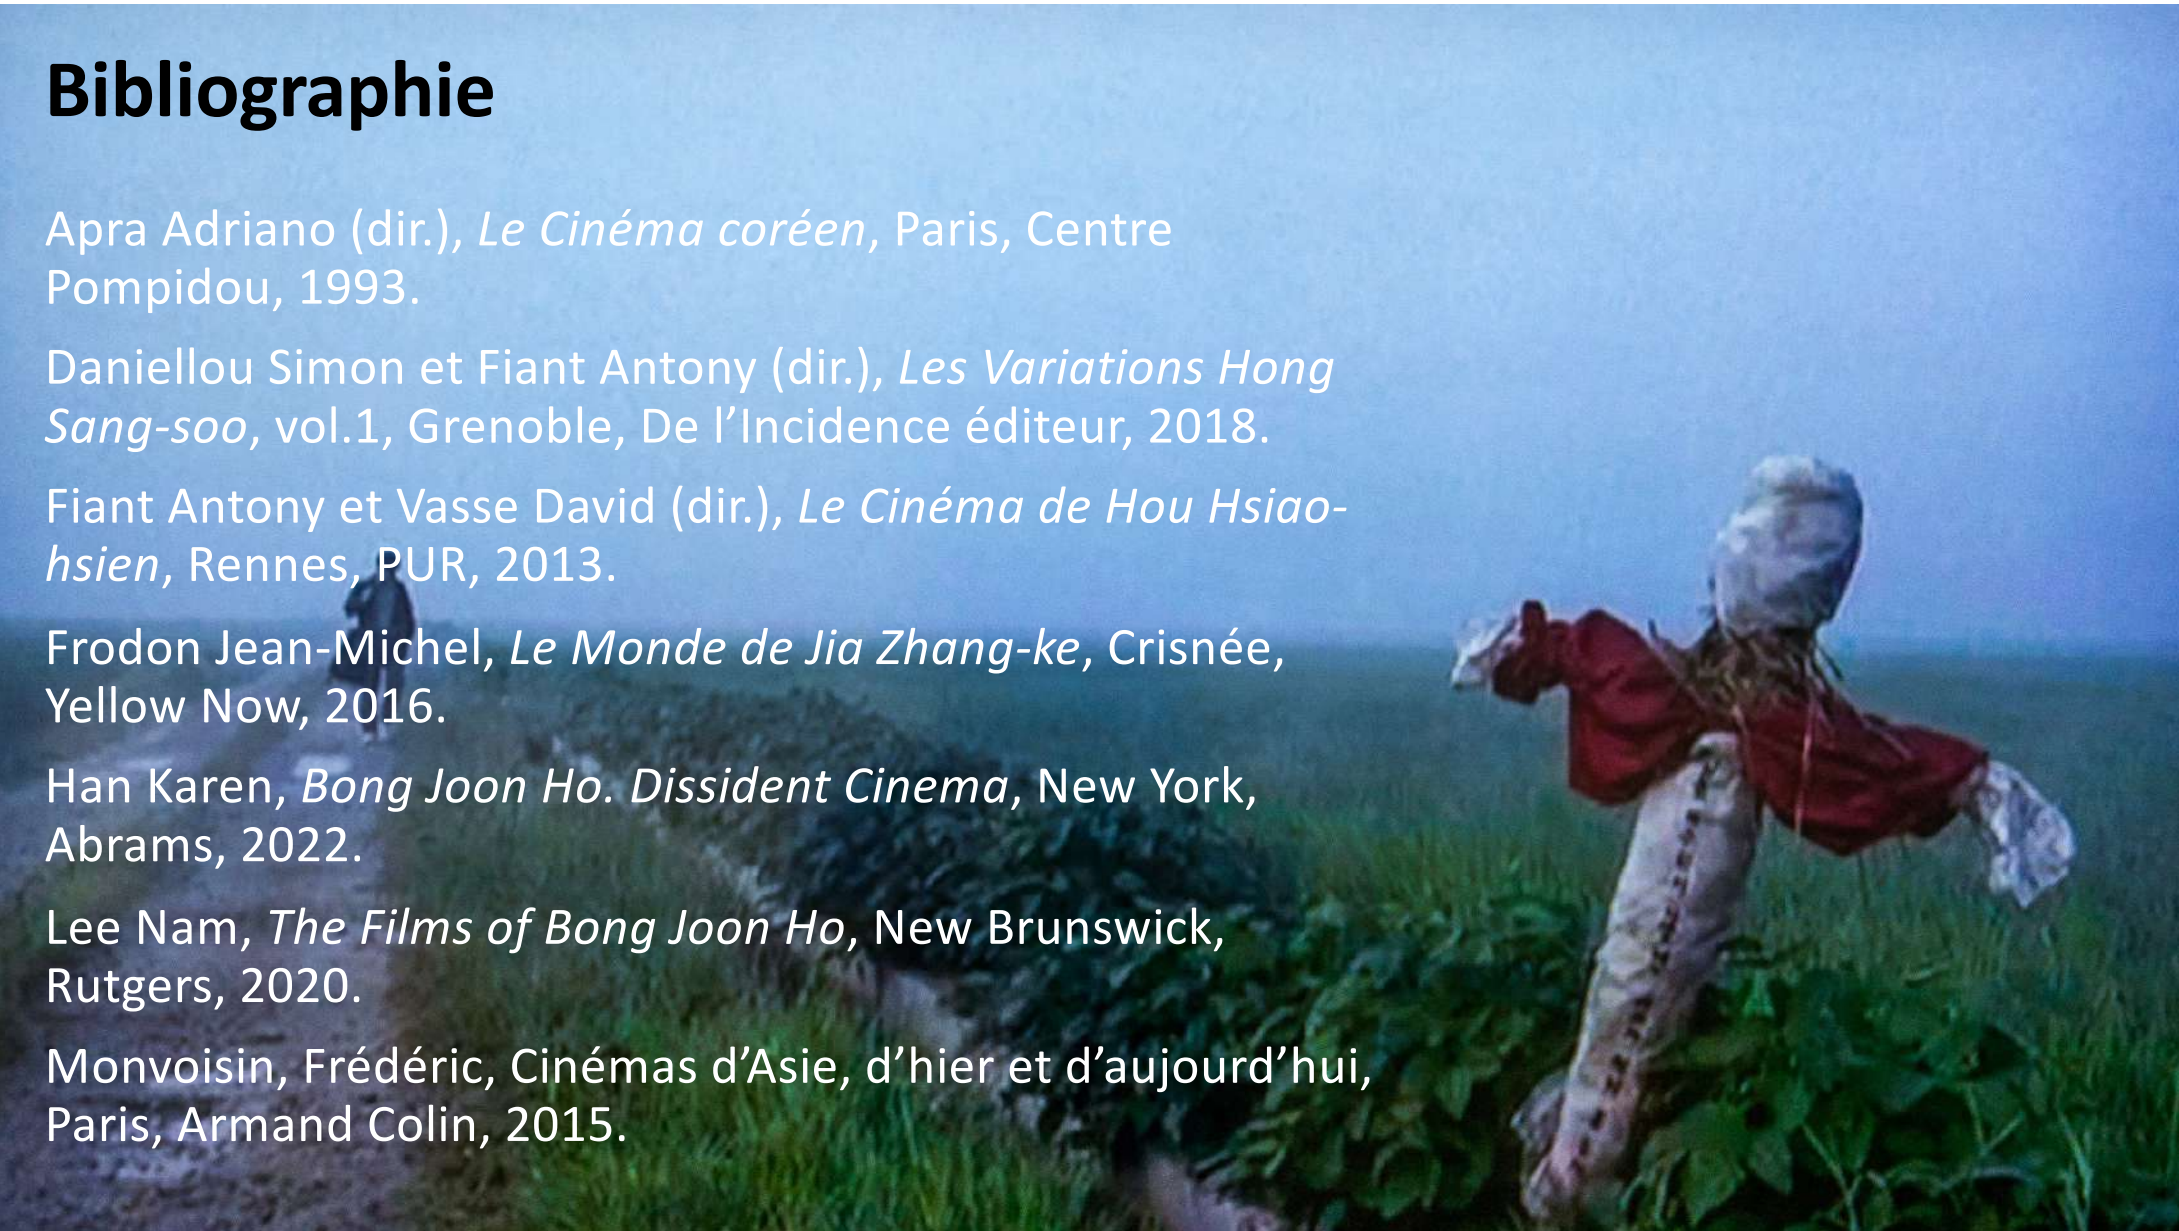 Bibliographie
Apra Adriano (dir.), Le Cinéma coréen, Paris, Centre
Pompidou, 1993.
Daniellou Simon et Fiant Antony (dir.), Les Variations Hong
Sang-soo, vol.1, Grenoble, De l’Incidence éditeur, 2018.
Fiant Antony et Vasse David (dir.), Le Cinéma de Hou Hsiao-
hsien, Rennes, PUR, 2013.
Frodon Jean-Michel, Le Monde de Jia Zhang-ke, Crisnée,
Yellow Now, 2016.
Han Karen, Bong Joon Ho. Dissident Cinema, New York,
Abrams, 2022.
Lee Nam, The Films of Bong Joon Ho, New Brunswick,
Rutgers, 2020.
Monvoisin, Frédéric, Cinémas d’Asie, d’hier et d’aujourd’hui,
Paris, Armand Colin, 2015.